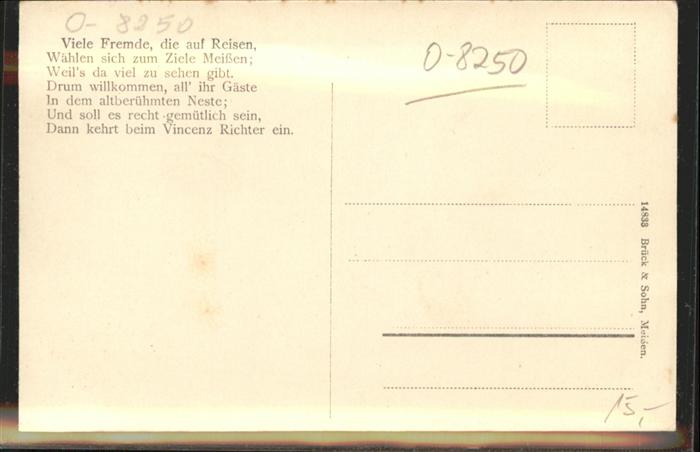 O-8250
Viele Fremde, die auf Reisen,
Wählen sich zum Ziele Meißen;
Weil's da viel zu sehen gibt.
Drum willkommen, all' ihr Gäste
In dem altberühmten Neste;
Und soll es recht gemütlich sein,
Dann kehrt beim Vincenz Richter ein.
O-8250
14833 Brück & Sohn, Meißen.
15,-